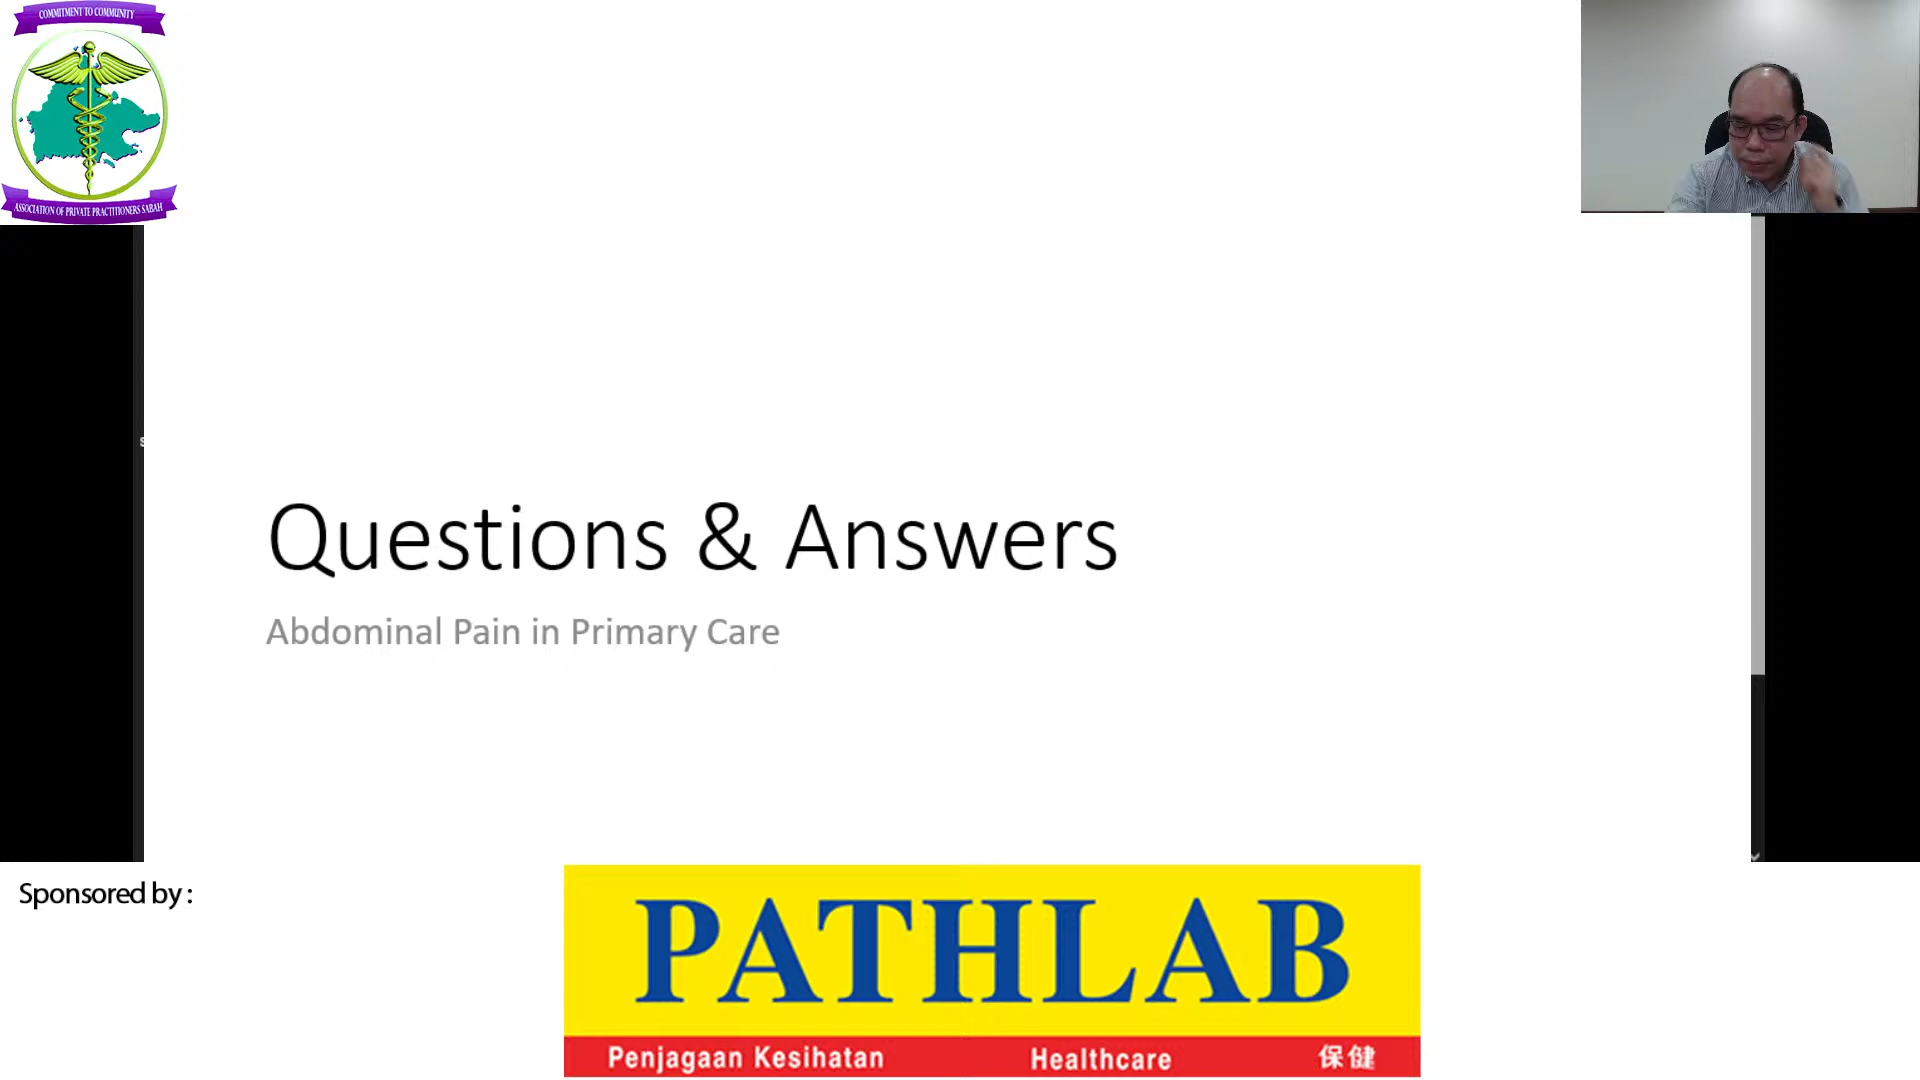 COMMITMENT TO COMMUNITY
ASSOCIATION OF PRIVATE PRACTITIONERS SABAH
s
Questions & Answers
Abdominal Pain in Primary Care
Sponsored by :
PATHLAB
Penjagaan Kesihatan Healthcare 保健